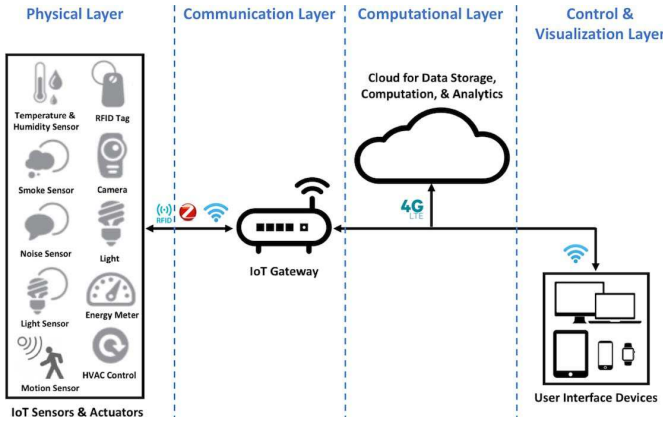 Physical Layer
Communication Layer
Computational Layer
Control &
Visualization Layer
Temperature &
Humidity Sensor
RFID Tag
Smoke Sensor
Camera
Noise Sensor
Light
Light Sensor
Energy Meter
Motion Sensor
HVAC Control
IoT Sensors & Actuators
RFID
Z
IoT Gateway
Cloud for Data Storage,
Computation, & Analytics
4G
LTE
User Interface Devices